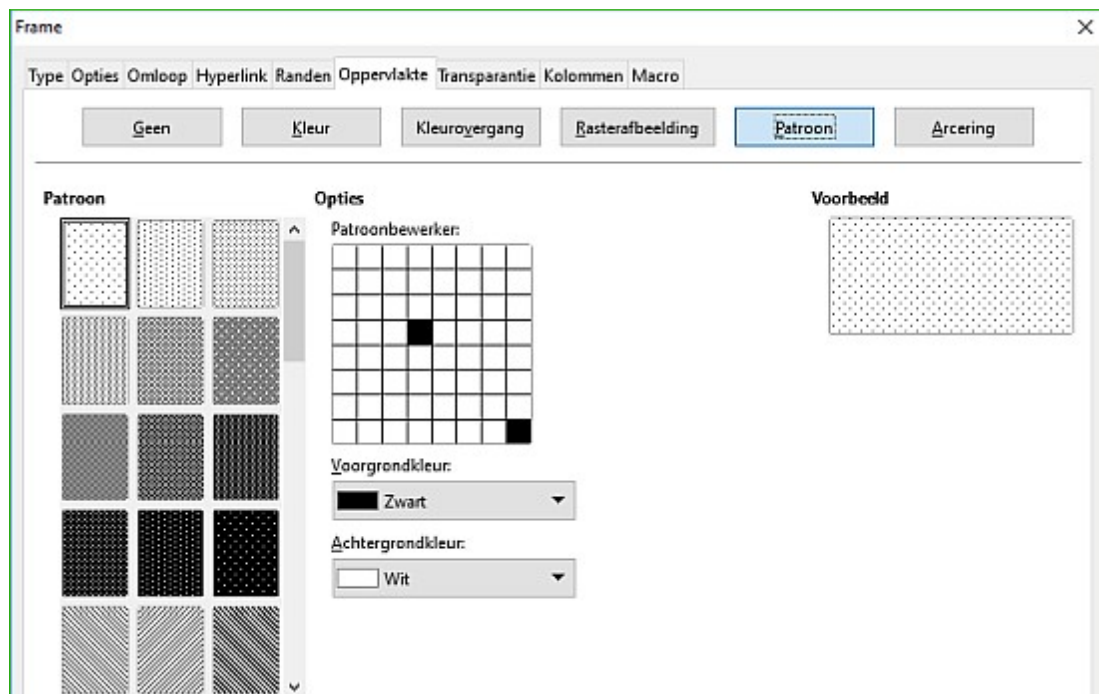 Frame
Type Opties Omloop Hyperlink Randen Oppervlakte Transparantie Kolommen Macro
Geen Kleur Kleurovergang Rasterafbeelding Patroon Arcering
Patroon Opties Voorbeeld
Patroonbewerker:
Voorgrondkleur:
Zwart
Achtergrondkleur:
Wit